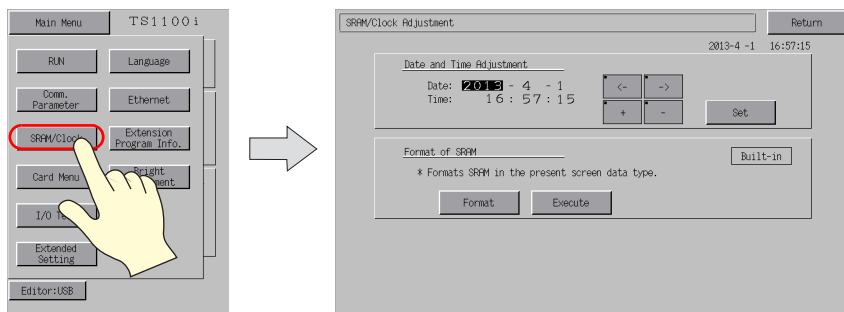 Main Menu
TS1100i
RUN
Language
Comm.
Parameter
Ethernet
SRAM/Clock
Extension
Program Info.
Card Menu
Bright
I/O
Extended
Setting
Editor:USB
SRAM/Clock Adjustment
Return
2013-4 -1 16:57:15
Date and Time Adjustment
Date: 2013 - 4 - 1
Time: 16 : 57 : 15
<- ->
+ -
Set
Format of SRAM
Built-in
* Formats SRAM in the present screen data type.
Format
Execute